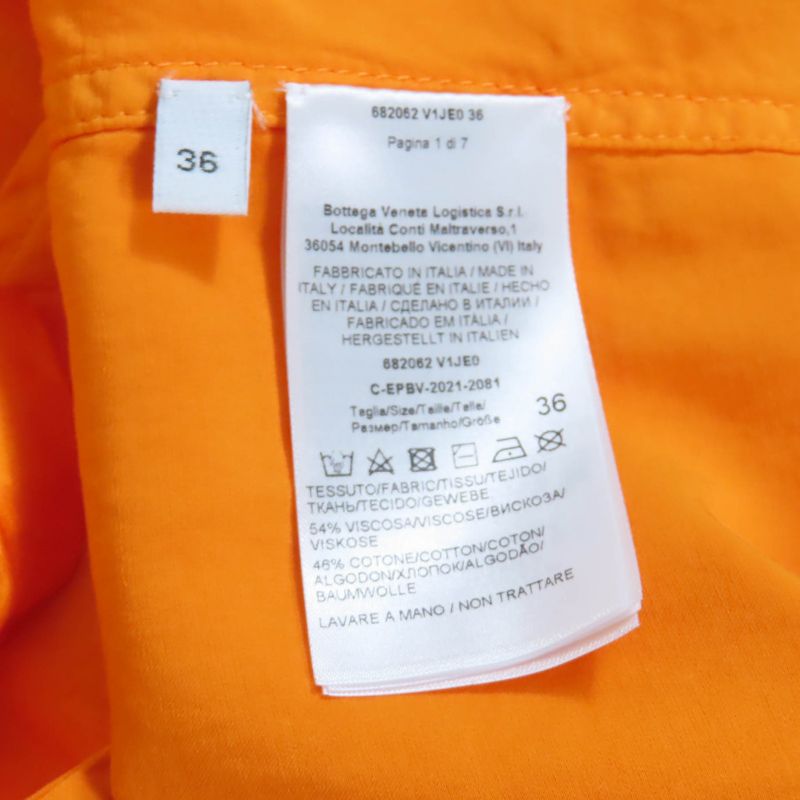 36
682062 V1JE0 36
Pagina 1 di 7
Bottega Veneta Logistica S.r.l.
Località Conti Maltraverso,1
36054 Montebello Vicentino (VI) Italy
FABBRICATO IN ITALIA / MADE IN
ITALY / FABRIQUÉ EN ITALIE / HECHO
EN ITALIA / СДЕЛАНО В ИТАЛИИ /
FABRICADO EM ITÁLIA /
HERGESTELLT IN ITALIEN
682062 V1JE0
C-EPBV-2021-2081
Taglia/Size/Taille/Talla/
Размер/Tamanho/Größe
36
TESSUTO/FABRIC/TISSU/TEJIDO/
ТКАНЬ/TECIDO/GEWEBE
54% VISCOSA/VISCOSE/ВИСКОЗА/
VISKOSE
46% COTONE/COTTON/COTON/
ALGODON/ХЛОПОК/ALGODÃO/
BAUMWOLLE
LAVARE A MANO / NON TRATTARE